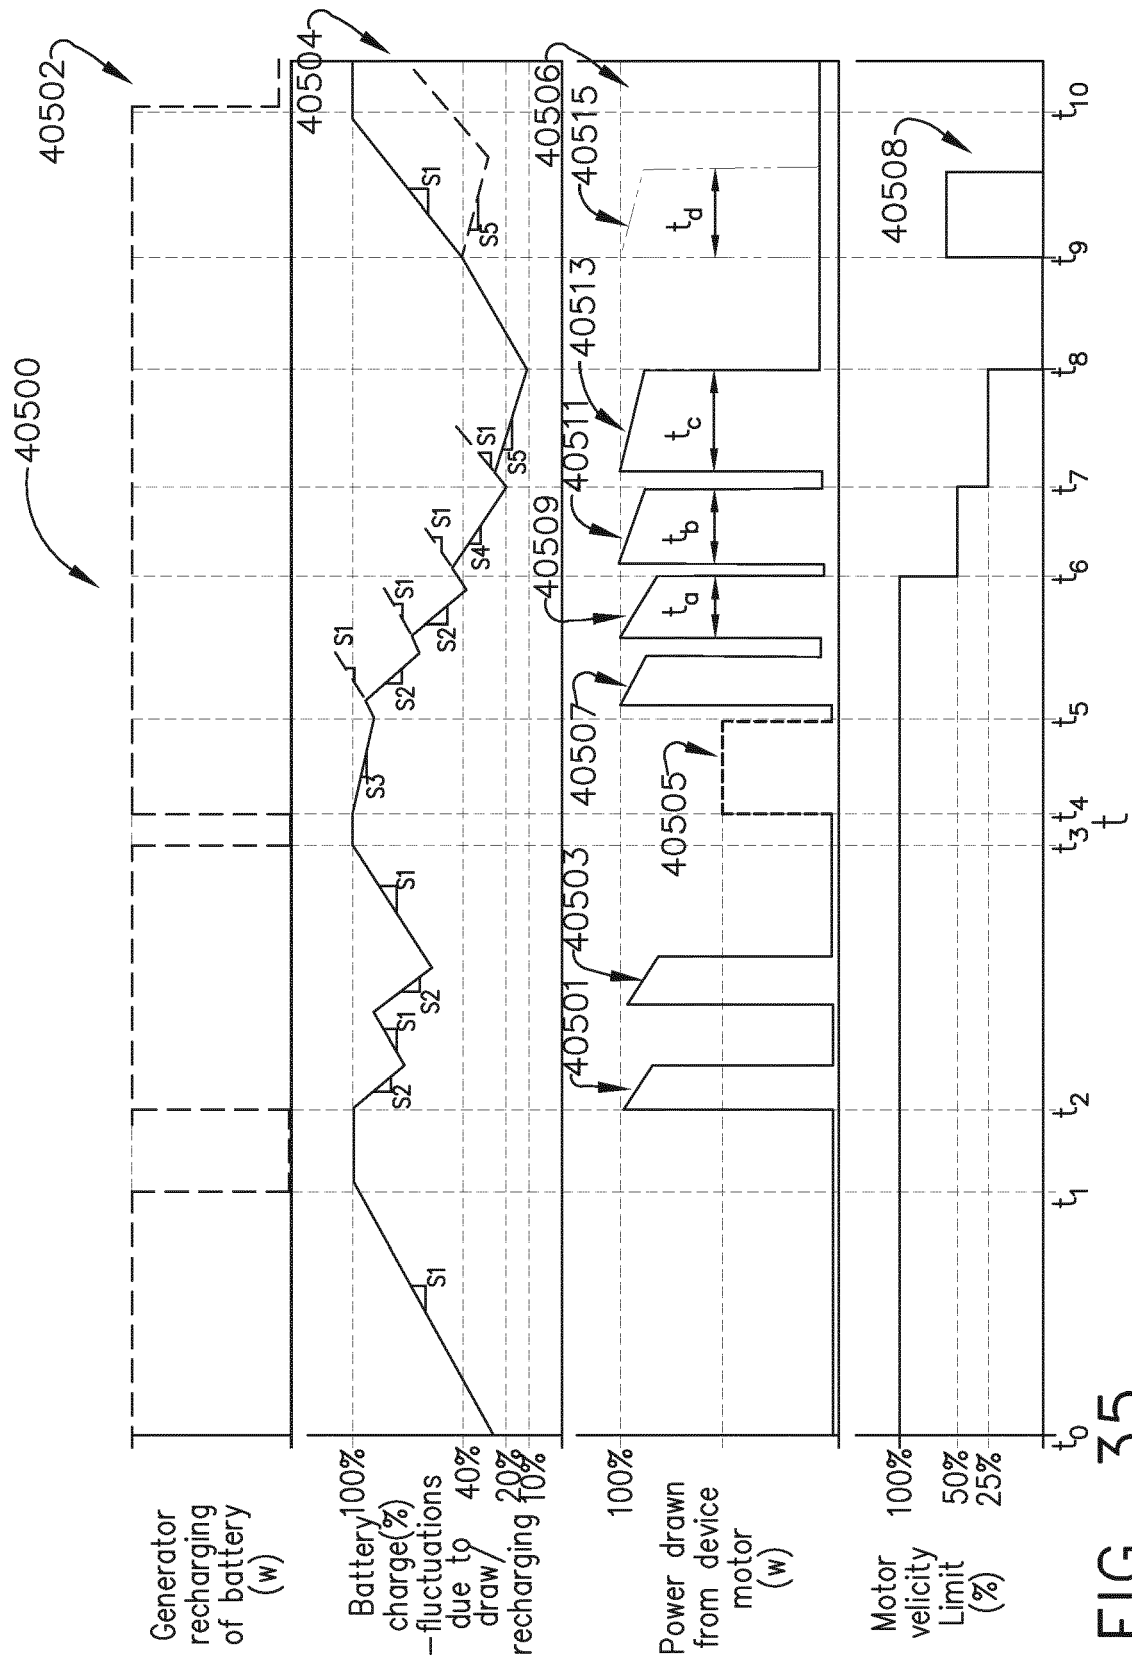 40500
40502
Generator
recharging
of battery
(w)
40504
100%
40%
20%
10%
Battery
charge(%)
–fluctuations
due to
draw/
recharging
S1
S2
S1
S2
S1
S3
S2
S1
S2
S1
S4
S1
S5
S1
S5
S1
40506
100%
Power drawn
from device
motor
(w)
40501
40503
40505
40507
40509
40511
40513
40515
ta
tb
tc
td
40508
100%
50%
25%
Motor
velicity
Limit
(%)
t0
t1
t2
t3
t4
t5
t6
t7
t8
t9
t10
t
FIG. 35